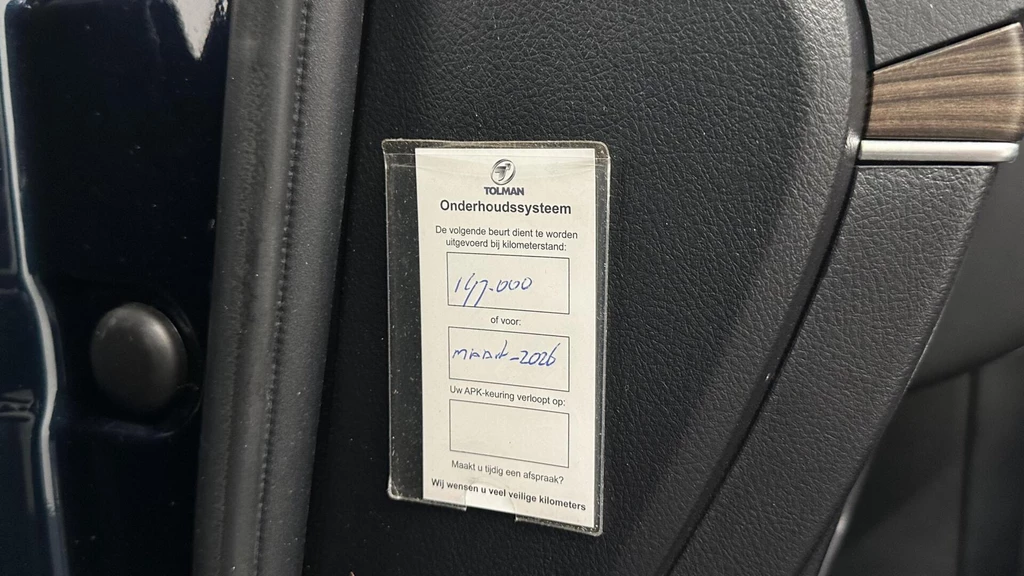 TOLMAN
Onderhoudssysteem
De volgende beurt dient te worden
uitgevoerd bij kilometerstand:
147.000
of voor:
maart-2026
Uw APK-keuring verloopt op:
Maakt u tijdig een afspraak?
Wij wensen u veel veilige kilometers